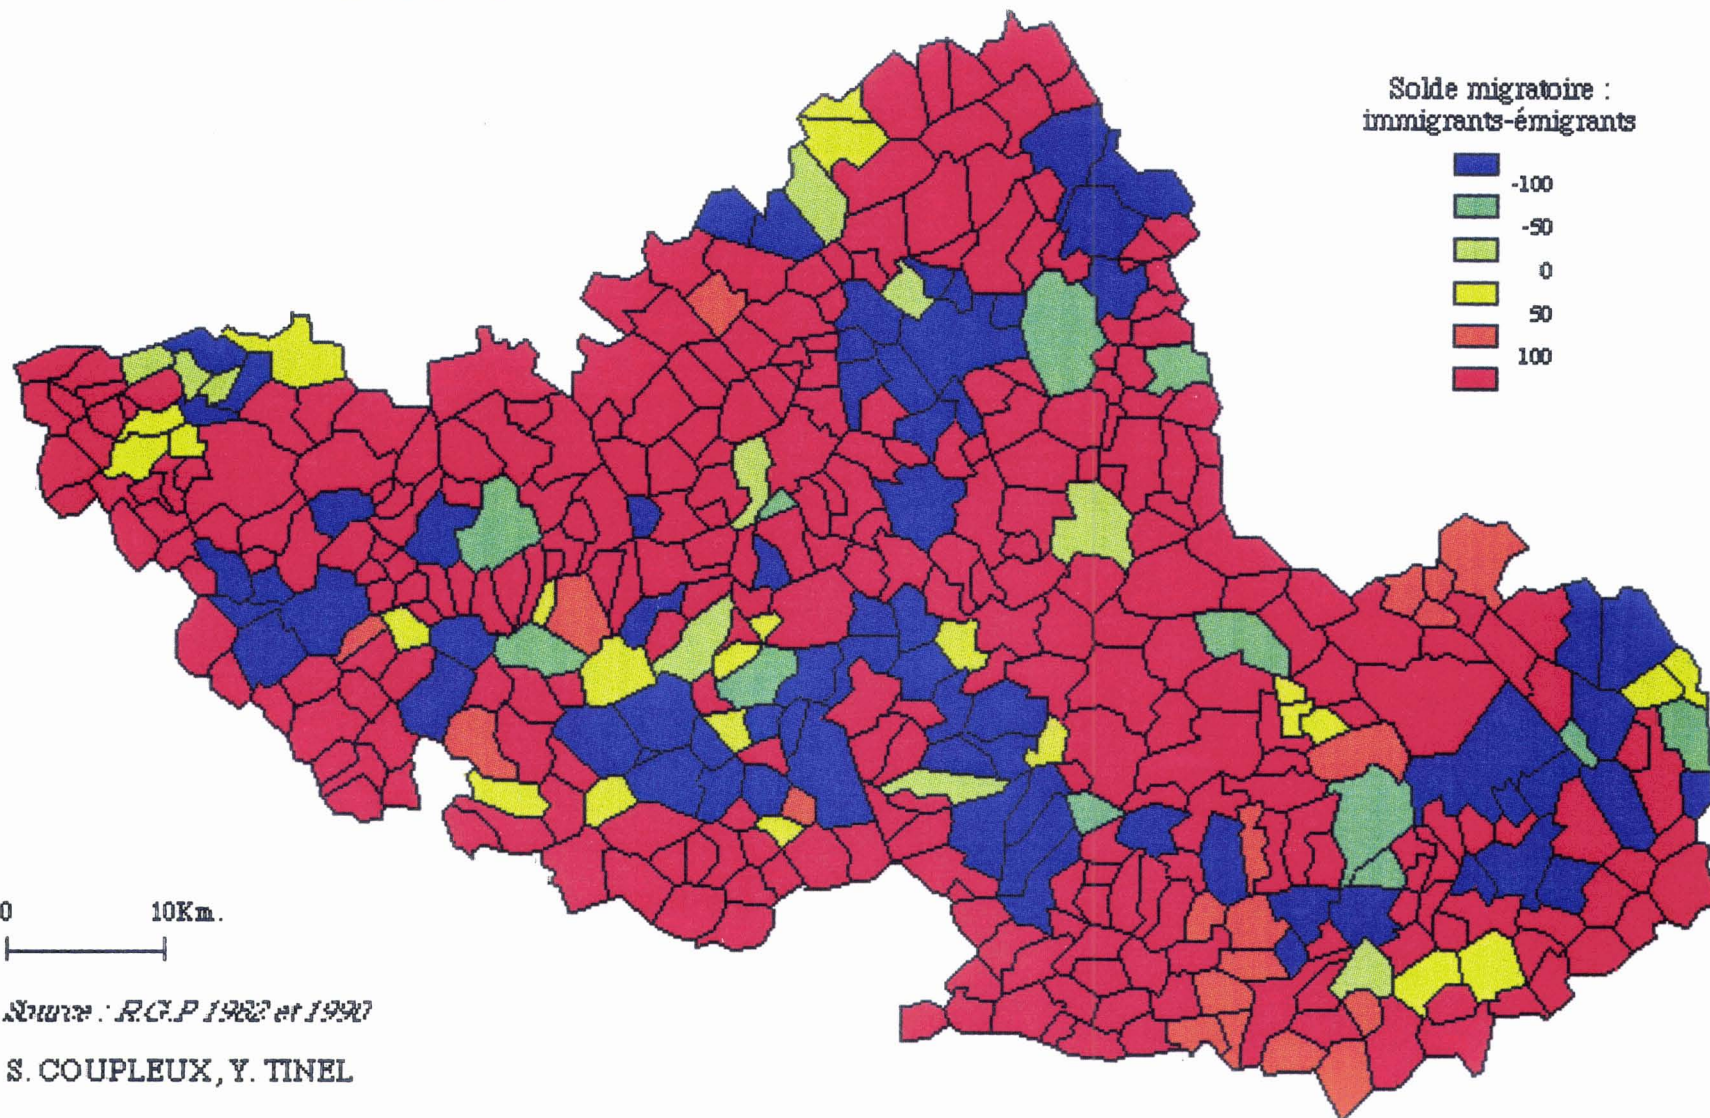 Solde migratoire :
immigrants-émigrants
-100
-50
0
50
100
0 10Km.
Source : R.G.P 1982 et 1990
S. COUPLEUX, Y. TINEL